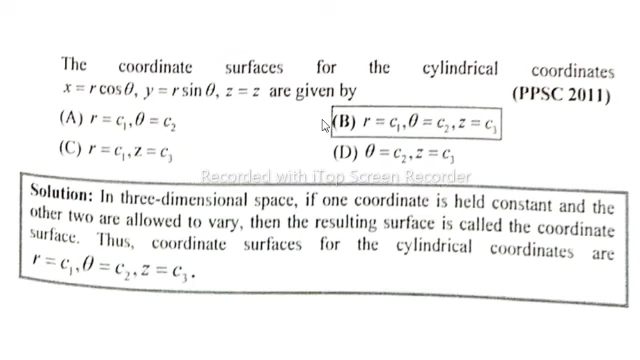 The coordinate surfaces for the cylindrical coordinates
x = r cos θ, y = r sin θ, z = z are given by (PPSC 2011)
(A) r = c₁, θ = c₂ (B) r = c₁, θ = c₂, z = c₃
(C) r = c₁, z = c₃ (D) θ = c₂, z = c₃
Recorded with iTop Screen Recorder
Solution: In three-dimensional space, if one coordinate is held constant and the
other two are allowed to vary, then the resulting surface is called the coordinate
surface. Thus, coordinate surfaces for the cylindrical coordinates are
r = c₁, θ = c₂, z = c₃.